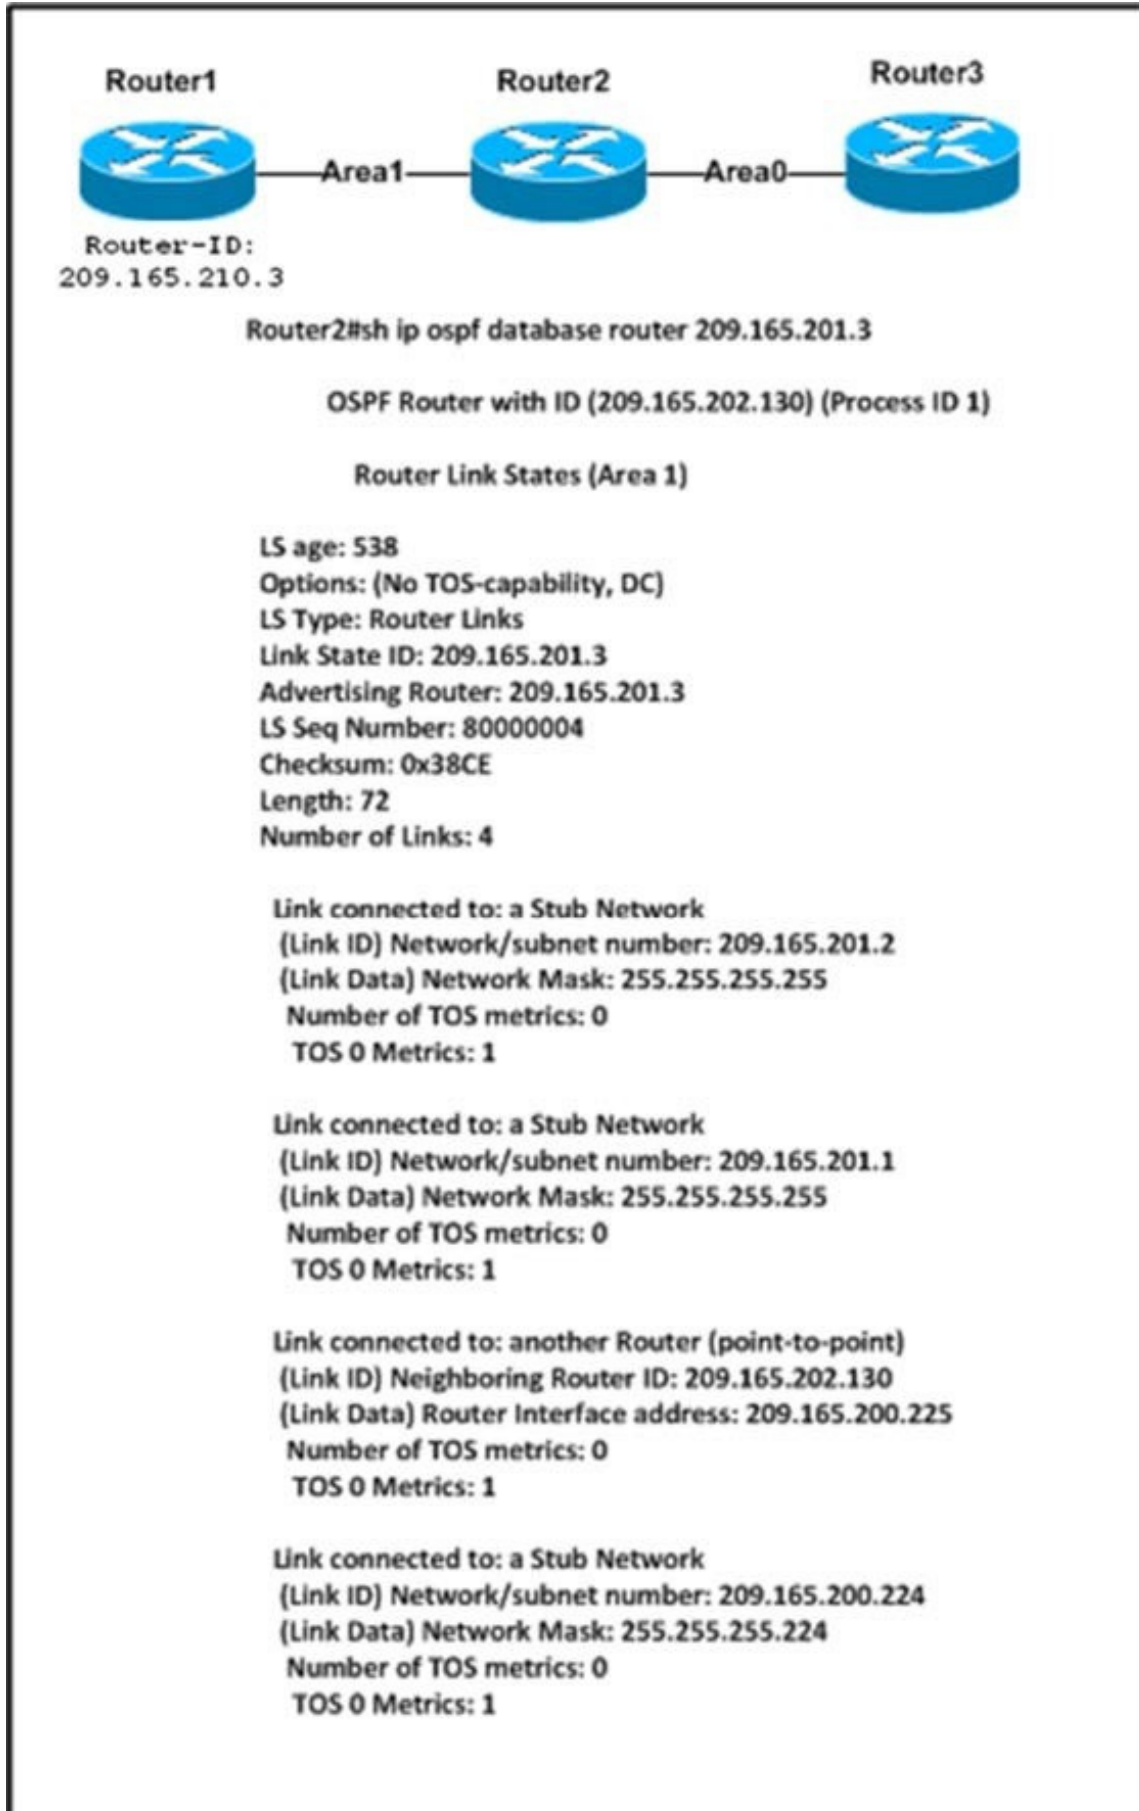 Router1
Router2
Router3
Area1
Area0
Router-ID:
209.165.210.3
Router2#sh ip ospf database router 209.165.201.3
OSPF Router with ID (209.165.202.130) (Process ID 1)
Router Link States (Area 1)
LS age: 538
Options: (No TOS-capability, DC)
LS Type: Router Links
Link State ID: 209.165.201.3
Advertising Router: 209.165.201.3
LS Seq Number: 80000004
Checksum: 0x38CE
Length: 72
Number of Links: 4
Link connected to: a Stub Network
(Link ID) Network/subnet number: 209.165.201.2
(Link Data) Network Mask: 255.255.255.255
Number of TOS metrics: 0
TOS 0 Metrics: 1
Link connected to: a Stub Network
(Link ID) Network/subnet number: 209.165.201.1
(Link Data) Network Mask: 255.255.255.255
Number of TOS metrics: 0
TOS 0 Metrics: 1
Link connected to: another Router (point-to-point)
(Link ID) Neighboring Router ID: 209.165.202.130
(Link Data) Router Interface address: 209.165.200.225
Number of TOS metrics: 0
TOS 0 Metrics: 1
Link connected to: a Stub Network
(Link ID) Network/subnet number: 209.165.200.224
(Link Data) Network Mask: 255.255.255.224
Number of TOS metrics: 0
TOS 0 Metrics: 1